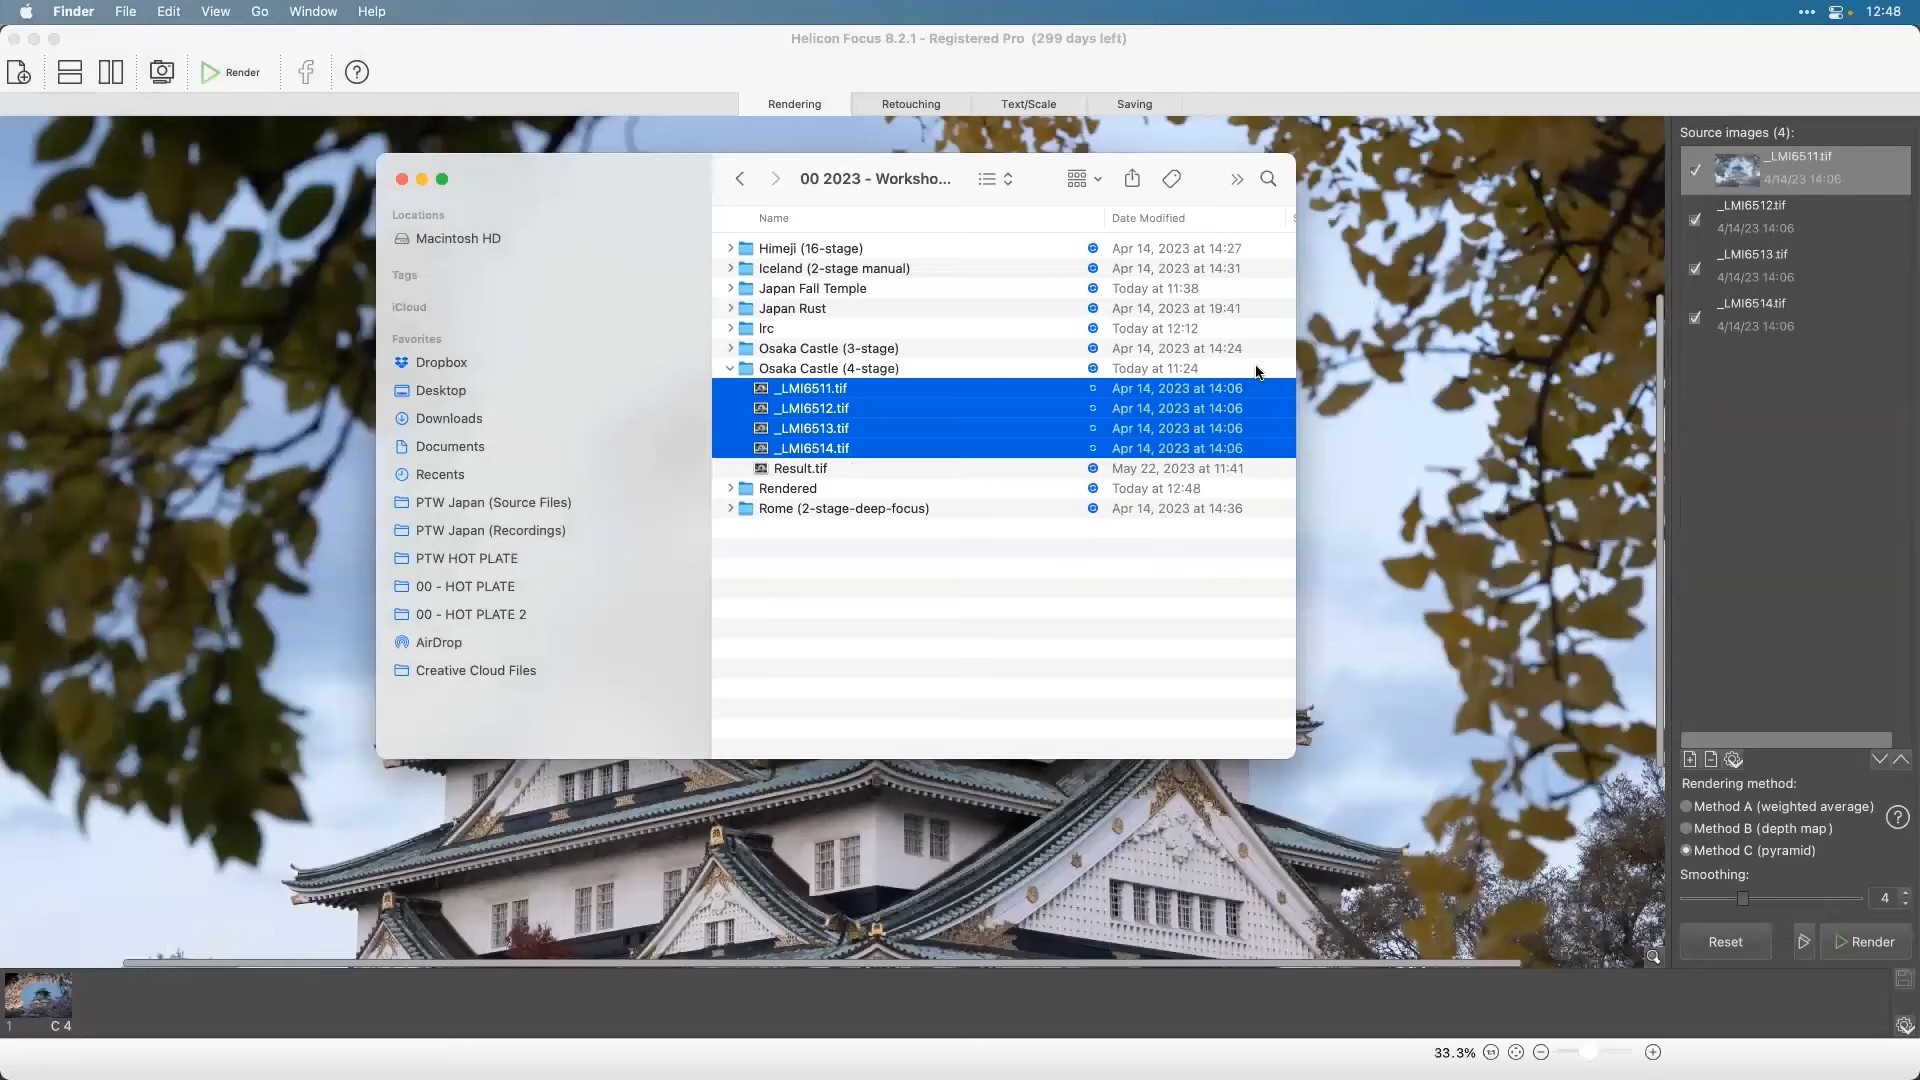 Finder File Edit View Go Window Help 12:48
Helicon Focus 8.2.1 - Registered Pro (299 days left)
Render
Rendering Retouching Text/Scale Saving
Source images (4):
_LMI6511.tif
4/14/23 14:06
_LMI6512.tif
4/14/23 14:06
_LMI6513.tif
4/14/23 14:06
_LMI6514.tif
4/14/23 14:06
00 2023 - Worksho...
Locations
Macintosh HD
Tags
iCloud
Favorites
Dropbox
Desktop
Downloads
Documents
Recents
PTW Japan (Source Files)
PTW Japan (Recordings)
PTW HOT PLATE
00 - HOT PLATE
00 - HOT PLATE 2
AirDrop
Creative Cloud Files
Name Date Modified
Himeji (16-stage) Apr 14, 2023 at 14:27
Iceland (2-stage manual) Apr 14, 2023 at 14:31
Japan Fall Temple Today at 11:38
Japan Rust Apr 14, 2023 at 19:41
lrc Today at 12:12
Osaka Castle (3-stage) Apr 14, 2023 at 14:24
Osaka Castle (4-stage) Today at 11:24
_LMI6511.tif Apr 14, 2023 at 14:06
_LMI6512.tif Apr 14, 2023 at 14:06
_LMI6513.tif Apr 14, 2023 at 14:06
_LMI6514.tif Apr 14, 2023 at 14:06
Result.tif May 22, 2023 at 11:41
Rendered Today at 12:48
Rome (2-stage-deep-focus) Apr 14, 2023 at 14:36
Rendering method:
Method A (weighted average)
Method B (depth map)
Method C (pyramid)
Smoothing:
4
Reset Render
1 C 4
33.3%